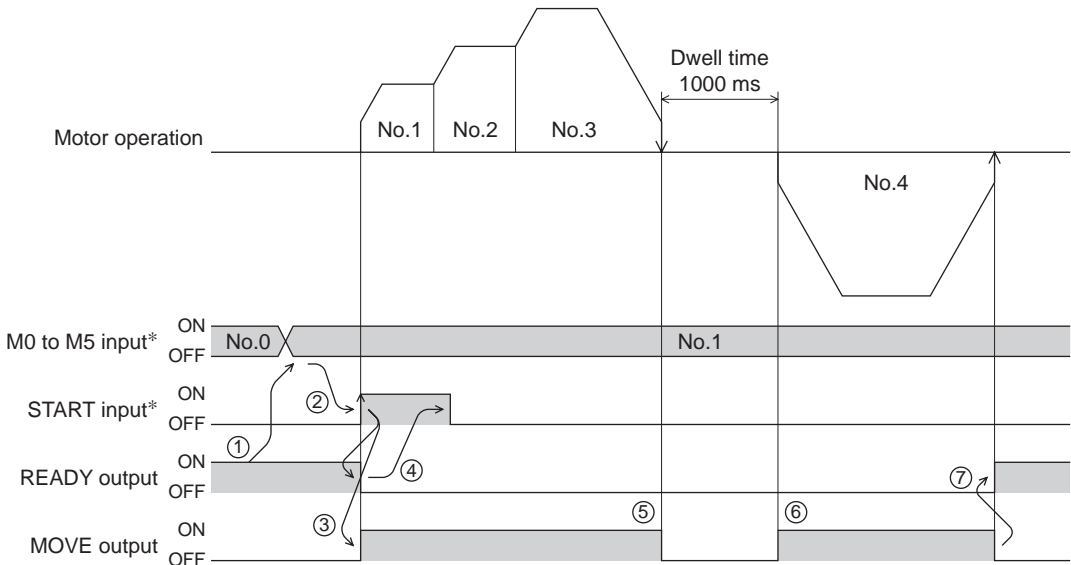 Dwell time
1000 ms
Motor operation
No.1
No.2
No.3
No.4
M0 to M5 input*
ON
OFF
No.0
No.1
START input*
ON
OFF
②
①
READY output
ON
OFF
④
⑦
③
⑤
⑥
MOVE output
ON
OFF